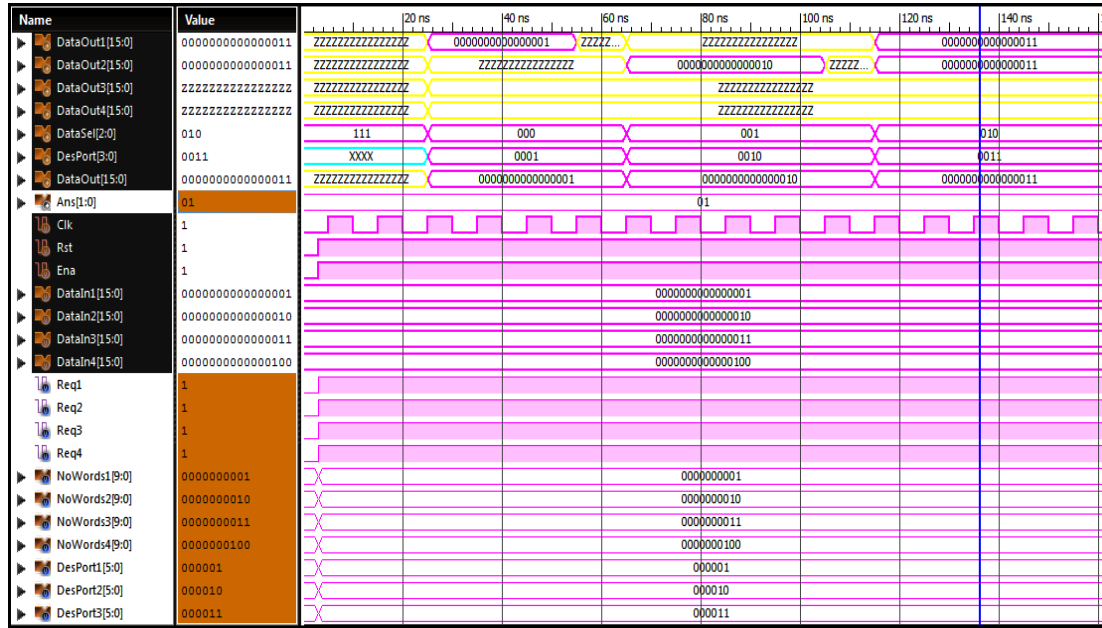 Name Value 20 ns 40 ns 60 ns 80 ns 100 ns 120 ns 140 ns
DataOut1[15:0] 0000000000000011 ZZZZZZZZZZZZZZZZ 0000000000000001 ZZZZZ... ZZZZZZZZZZZZZZZZ 0000000000000011
DataOut2[15:0] 0000000000000011 ZZZZZZZZZZZZZZZZ ZZZZZZZZZZZZZZZZ 0000000000000010 ZZZZZ... 0000000000000011
DataOut3[15:0] ZZZZZZZZZZZZZZZZ ZZZZZZZZZZZZZZZZ ZZZZZZZZZZZZZZZZ
DataOut4[15:0] ZZZZZZZZZZZZZZZZ ZZZZZZZZZZZZZZZZ ZZZZZZZZZZZZZZZZ
DataSel[2:0] 010 111 000 001 010
DesPort[3:0] 0011 XXXX 0001 0010 0011
DataOut[15:0] 0000000000000011 ZZZZZZZZZZZZZZZZ 0000000000000001 0000000000000010 0000000000000011
Ans[1:0] 01 01
Clk 1
Rst 1
Ena 1
DataIn1[15:0] 0000000000000001 0000000000000001
DataIn2[15:0] 0000000000000010 0000000000000010
DataIn3[15:0] 0000000000000011 0000000000000011
DataIn4[15:0] 0000000000000100 0000000000000100
Req1 1
Req2 1
Req3 1
Req4 1
NoWords1[9:0] 0000000001 0000000001
NoWords2[9:0] 0000000010 0000000010
NoWords3[9:0] 0000000011 0000000011
NoWords4[9:0] 0000000100 0000000100
DesPort1[5:0] 000001 000001
DesPort2[5:0] 000010 000010
DesPort3[5:0] 000011 000011